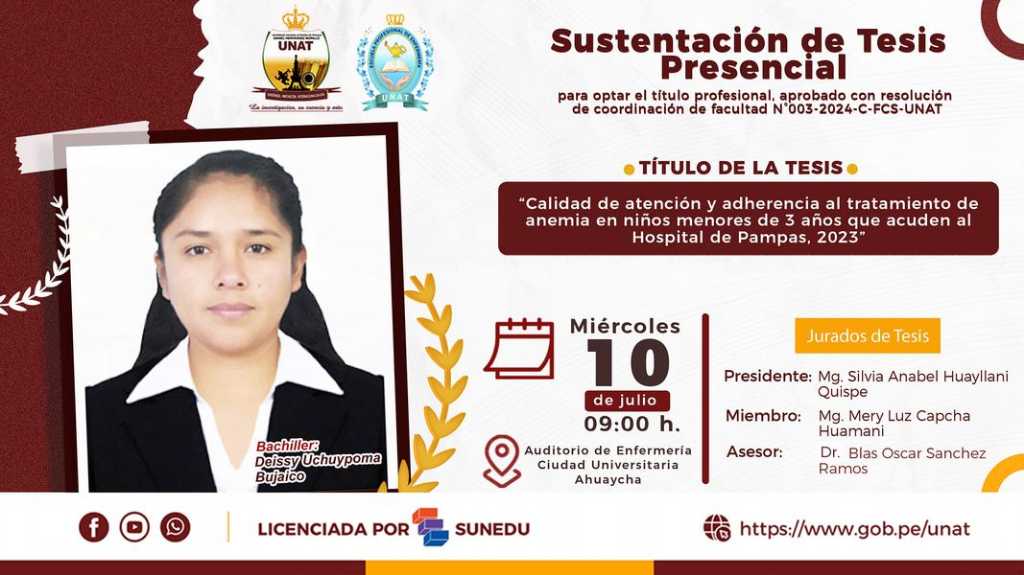 UNAT
La investigación, su esencia y arte.
ESCUELA PROFESIONAL DE ENFERMERÍA
UNAT
Sustentación de Tesis
Presencial
para optar el título profesional, aprobado con resolución
de coordinación de facultad N°003-2024-C-FCS-UNAT
TÍTULO DE LA TESIS
“Calidad de atención y adherencia al tratamiento de
anemia en niños menores de 3 años que acuden al
Hospital de Pampas, 2023”
Bachiller:
Deissy Uchuypoma
Bujaico
Miércoles
10
de julio
09:00 h.
Auditorio de Enfermería
Ciudad Universitaria
Ahuaycha
Jurados de Tesis
Presidente: Mg. Silvia Anabel Huayllani
Quispe
Miembro: Mg. Mery Luz Capcha
Huamani
Asesor: Dr. Blas Oscar Sanchez
Ramos
LICENCIADA POR SUNEDU
https://www.gob.pe/unat